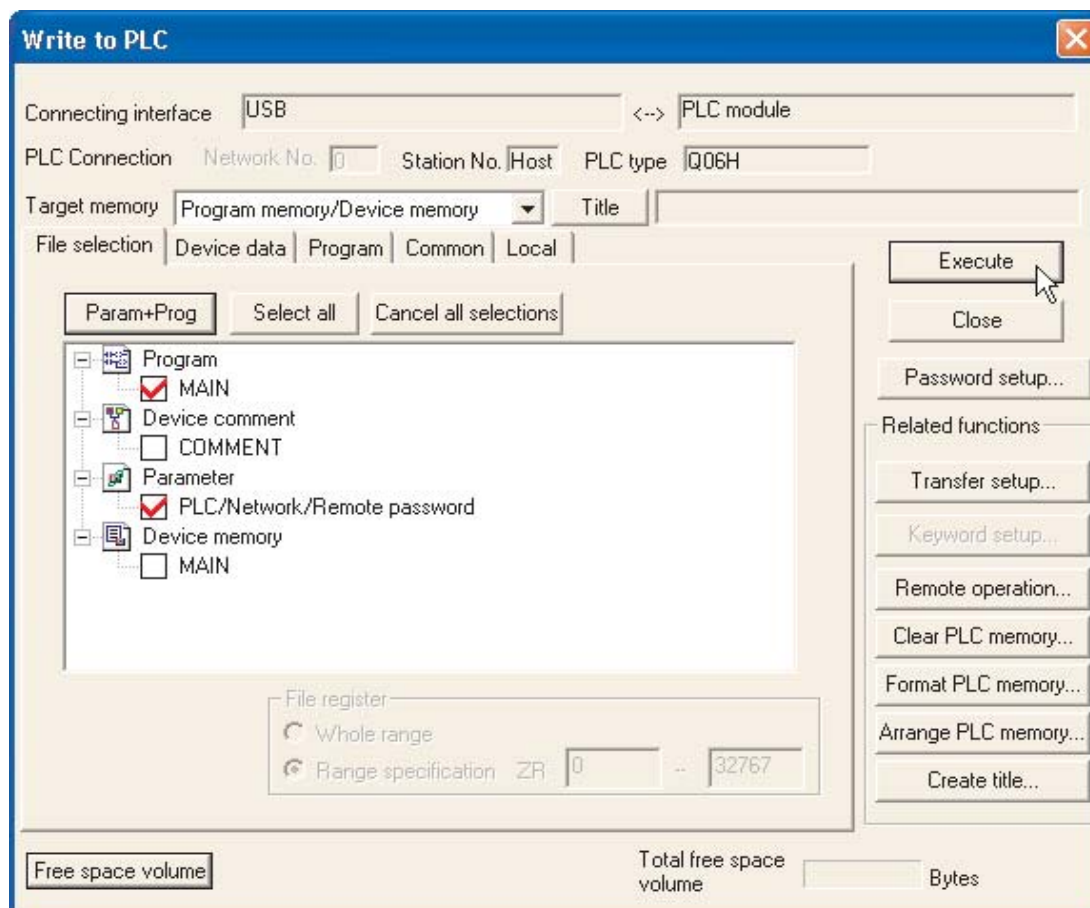 Write to PLC
Connecting interface USB <--> PLC module
PLC Connection Network No. 0 Station No. Host PLC type Q06H
Target memory Program memory/Device memory Title
File selection Device data Program Common Local
Execute
Param+Prog Select all Cancel all selections
Close
Program
MAIN
Password setup...
Device comment
COMMENT
Related functions
Parameter
Transfer setup...
PLC/Network/Remote password
Device memory
Keyword setup...
MAIN
Remote operation...
Clear PLC memory...
Format PLC memory...
File register
Whole range
Arrange PLC memory...
Range specification ZR 0 -- 32767
Create title...
Free space volume
Total free space
volume
Bytes